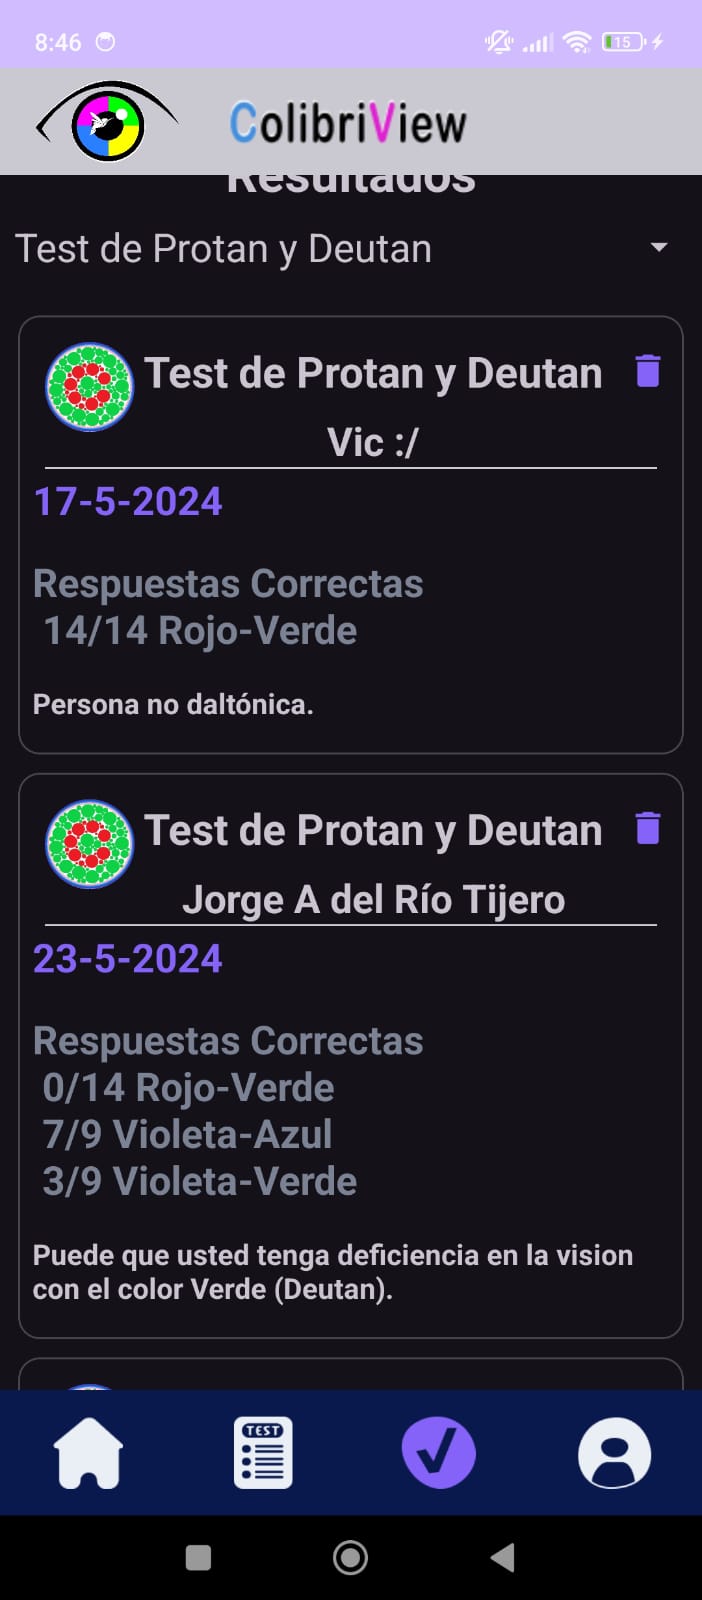 8:46
15
ColibriView
Resultados
Test de Protan y Deutan
Test de Protan y Deutan
Vic :/
17-5-2024
Respuestas Correctas
14/14 Rojo-Verde
Persona no daltónica.
Test de Protan y Deutan
Jorge A del Río Tijero
23-5-2024
Respuestas Correctas
0/14 Rojo-Verde
7/9 Violeta-Azul
3/9 Violeta-Verde
Puede que usted tenga deficiencia en la vision
con el color Verde (Deutan).
TEST